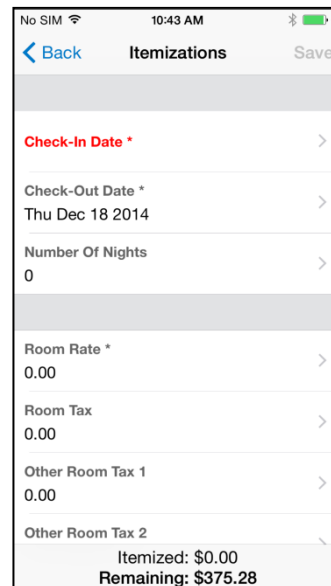 No SIM 10:43 AM
Back Itemizations Save
Check-In Date *
Check-Out Date *
Thu Dec 18 2014
Number Of Nights
0
Room Rate *
0.00
Room Tax
0.00
Other Room Tax 1
0.00
Other Room Tax 2
Itemized: $0.00
Remaining: $375.28